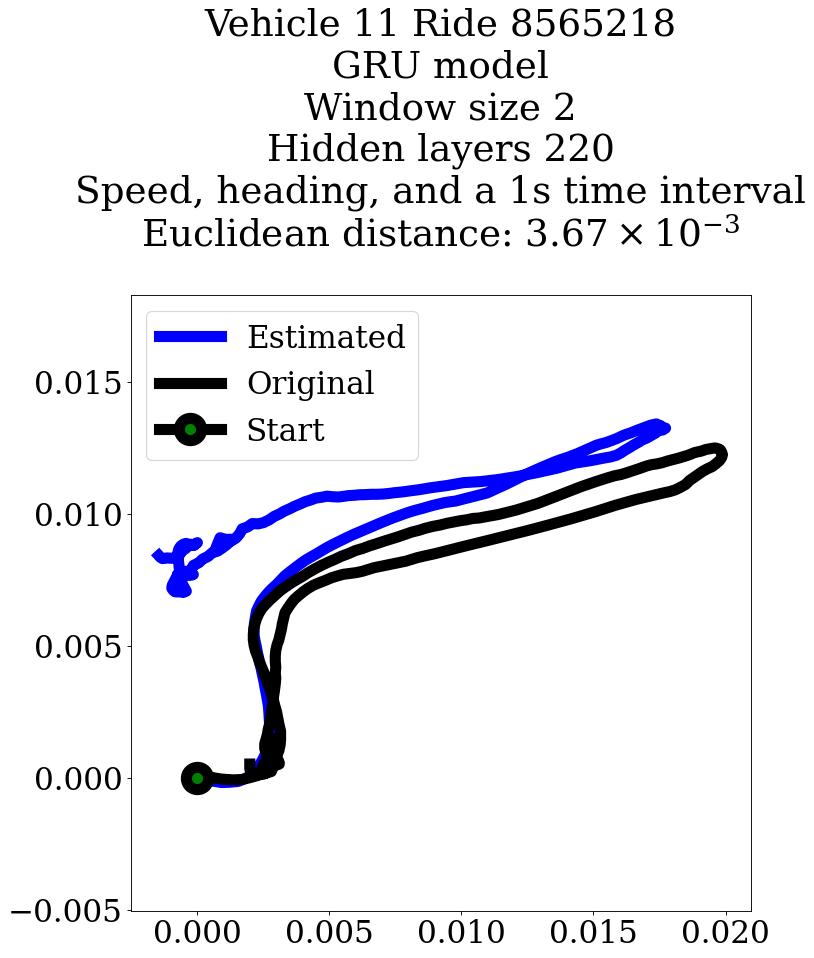 Vehicle 11 Ride 8565218
GRU model
Window size 2
Hidden layers 220
Speed, heading, and a 1s time interval
Euclidean distance: 3.67 × 10⁻³
Estimated
Original
Start
0.015
0.010
0.005
0.000
−0.005
0.000 0.005 0.010 0.015 0.020